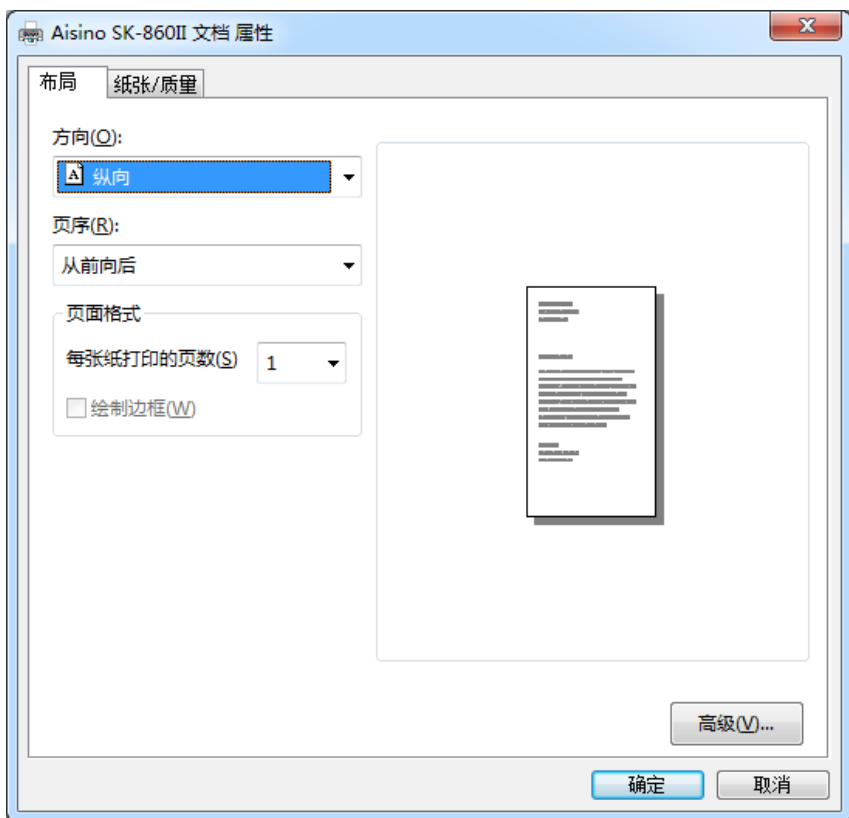 Aisino SK-860II 文档 属性
布局
纸张/质量
方向(O):
A 纵向
页序(R):
从前向后
页面格式
每张纸打印的页数(S) 1
绘制边框(W)
高级(V)...
确定
取消